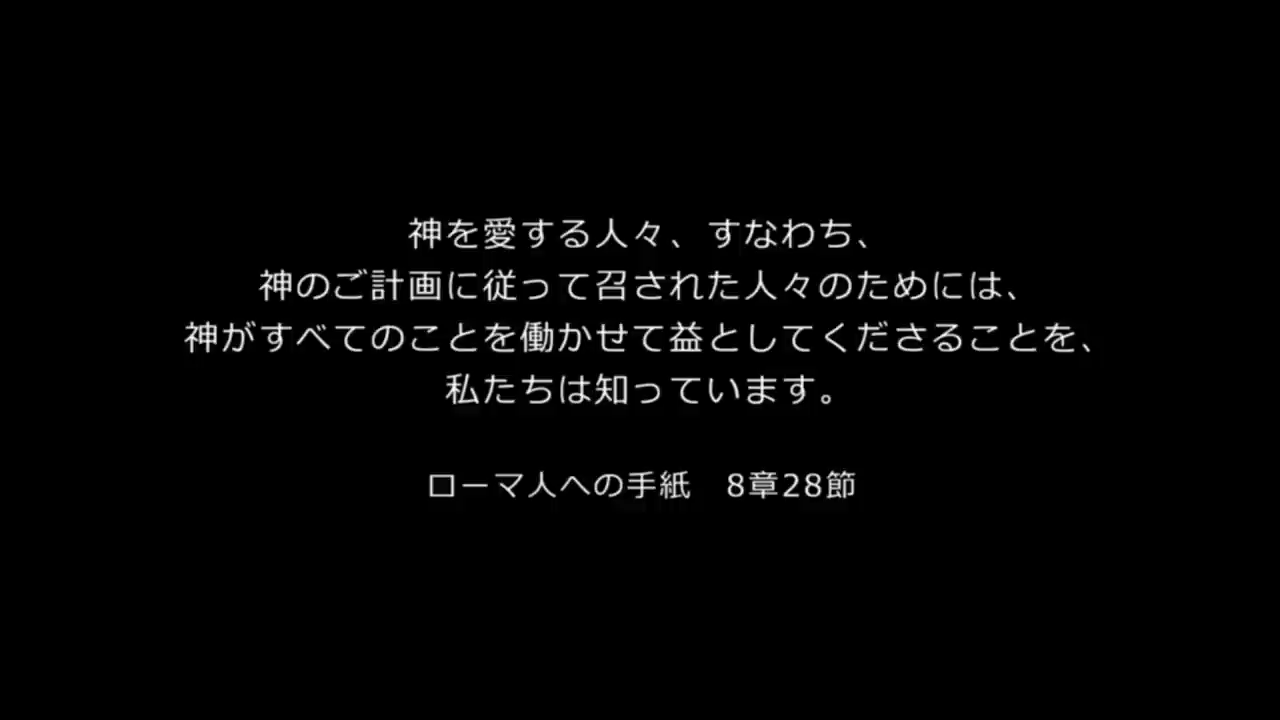 神を愛する人々、すなわち、
神のご計画に従って召された人々のためには、
神がすべてのことを働かせて益としてくださることを、
私たちは知っています。
ローマ人への手紙　8章28節